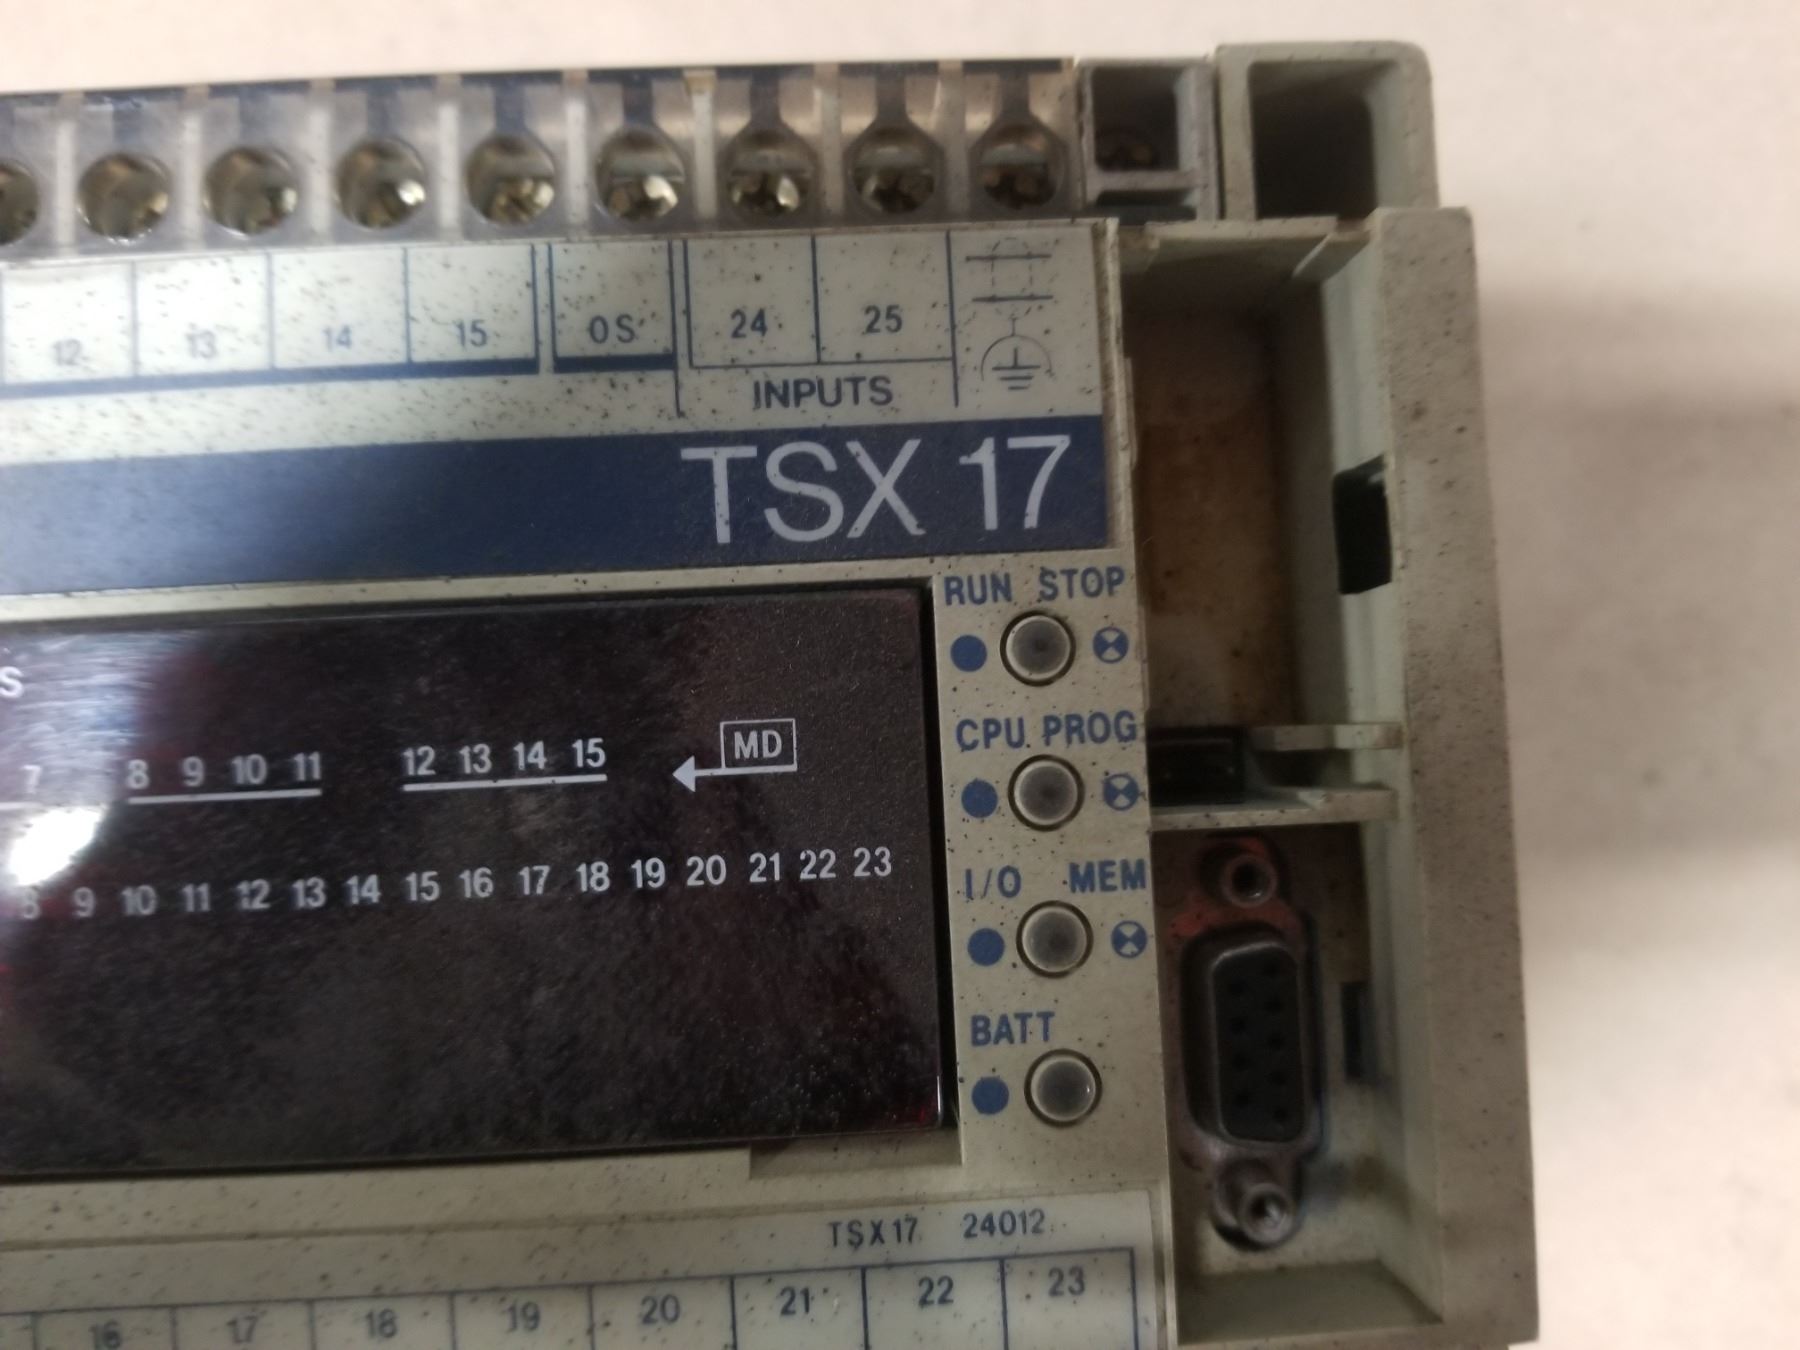 12 13 14 15 0S 24 25
INPUTS
TSX 17
RUN STOP
S
CPU PROG
7 8 9 10 11 12 13 14 15 MD
I/O MEM
8 9 10 11 12 13 14 15 16 17 18 19 20 21 22 23
BATT
TSX17 24012
16 17 18 19 20 21 22 23